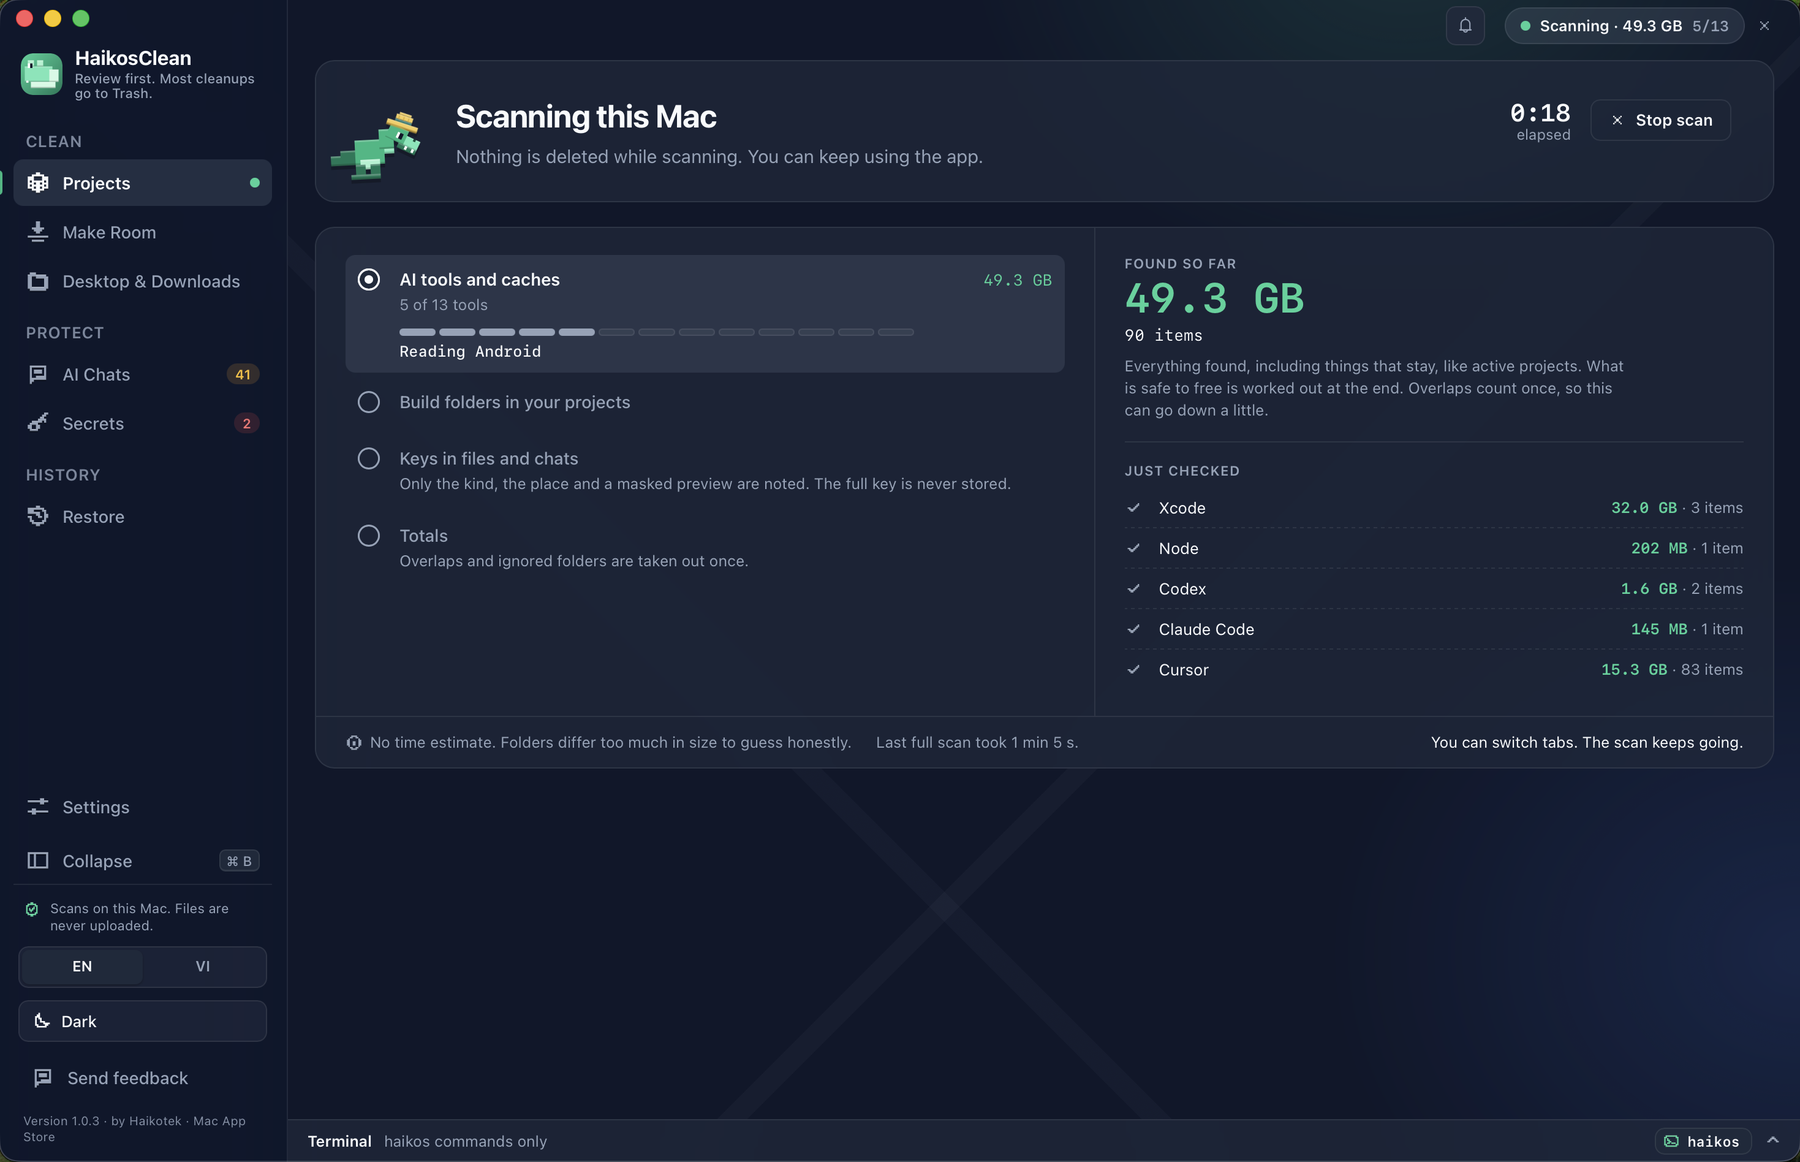 HaikosClean
Review first. Most cleanups
go to Trash.
CLEAN
Projects
Make Room
Desktop & Downloads
PROTECT
AI Chats 41
Secrets 2
HISTORY
Restore
Settings
Collapse ⌘ B
Scans on this Mac. Files are
never uploaded.
EN VI
Dark
Send feedback
Version 1.0.3 · by Haikotek · Mac App
Store
Scanning · 49.3 GB 5/13
Scanning this Mac
Nothing is deleted while scanning. You can keep using the app.
0:18
elapsed
Stop scan
AI tools and caches 49.3 GB
5 of 13 tools
Reading Android
Build folders in your projects
Keys in files and chats
Only the kind, the place and a masked preview are noted. The full key is never stored.
Totals
Overlaps and ignored folders are taken out once.
FOUND SO FAR
49.3 GB
90 items
Everything found, including things that stay, like active projects. What
is safe to free is worked out at the end. Overlaps count once, so this
can go down a little.
JUST CHECKED
Xcode 32.0 GB · 3 items
Node 202 MB · 1 item
Codex 1.6 GB · 2 items
Claude Code 145 MB · 1 item
Cursor 15.3 GB · 83 items
No time estimate. Folders differ too much in size to guess honestly. Last full scan took 1 min 5 s.
You can switch tabs. The scan keeps going.
Terminal haikos commands only
haikos